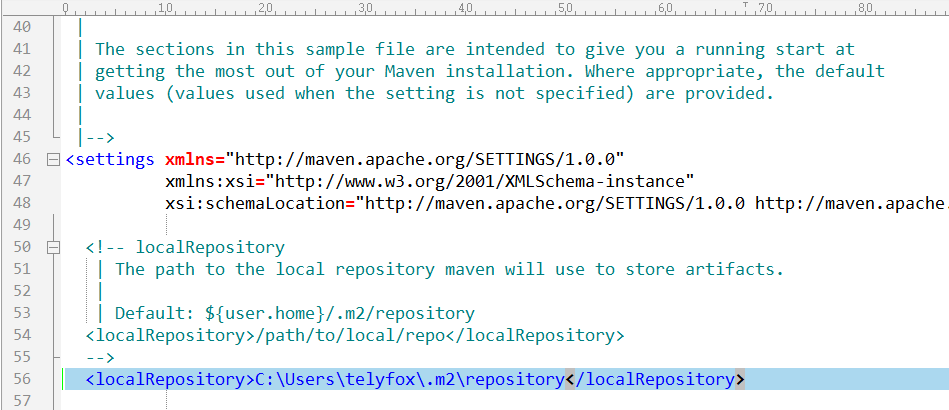 0 10 20 30 40 50 60 70 80
40 |
41 | The sections in this sample file are intended to give you a running start at
42 | getting the most out of your Maven installation. Where appropriate, the default
43 | values (values used when the setting is not specified) are provided.
44 |
45 |-->
46 <settings xmlns="http://maven.apache.org/SETTINGS/1.0.0"
47 xmlns:xsi="http://www.w3.org/2001/XMLSchema-instance"
48 xsi:schemaLocation="http://maven.apache.org/SETTINGS/1.0.0 http://maven.apache.
49
50 <!-- localRepository
51 | The path to the local repository maven will use to store artifacts.
52 |
53 | Default: ${user.home}/.m2/repository
54 <localRepository>/path/to/local/repo</localRepository>
55 -->
56 <localRepository>C:\Users\telyfox\.m2\repository</localRepository>
57